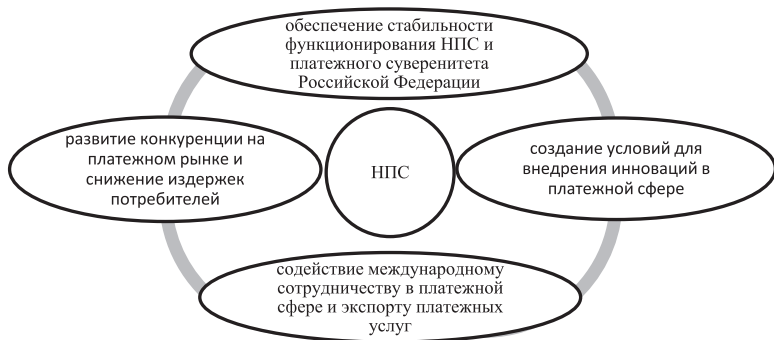 обеспечение стабильности
функционирования НПС и
платежного суверенитета
Российской Федерации
развитие конкуренции на
платежном рынке и
снижение издержек
потребителей
НПС
создание условий для
внедрения инноваций в
платежной сфере
содействие международному
сотрудничеству в платежной
сфере и экспорту платежных
услуг